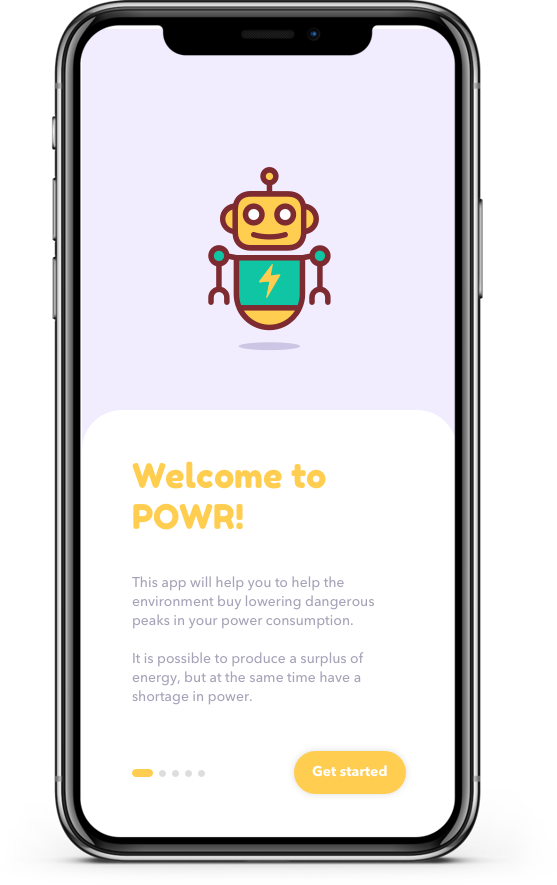 Welcome to
POWR!
This app will help you to help the
environment buy lowering dangerous
peaks in your power consumption.
It is possible to produce a surplus of
energy, but at the same time have a
shortage in power.
Get started